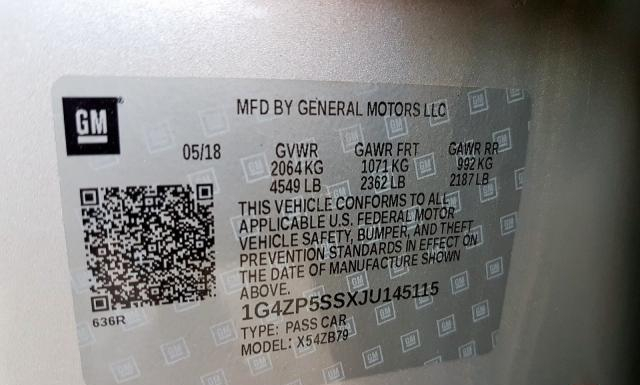 GM
MFD BY GENERAL MOTORS LLC
05/18 GVWR GAWR FRT GAWR RR
2064 KG 1071 KG 992 KG
4549 LB 2362 LB 2187 LB
THIS VEHICLE CONFORMS TO ALL
APPLICABLE U.S. FEDERAL MOTOR
VEHICLE SAFETY, BUMPER, AND THEFT
PREVENTION STANDARDS IN EFFECT ON
THE DATE OF MANUFACTURE SHOWN
ABOVE.
636R
1G4ZP5SSXJU145115
TYPE: PASS CAR
MODEL: X54ZB79